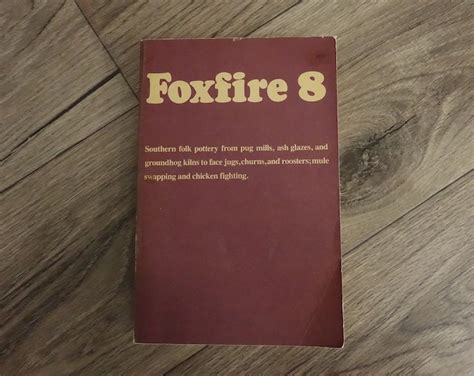 Foxfire 8
Southern folk pottery from pug mills, ash glazes, and
groundhog kilns to face jugs, churns, and roosters; mule
swapping and chicken fighting.